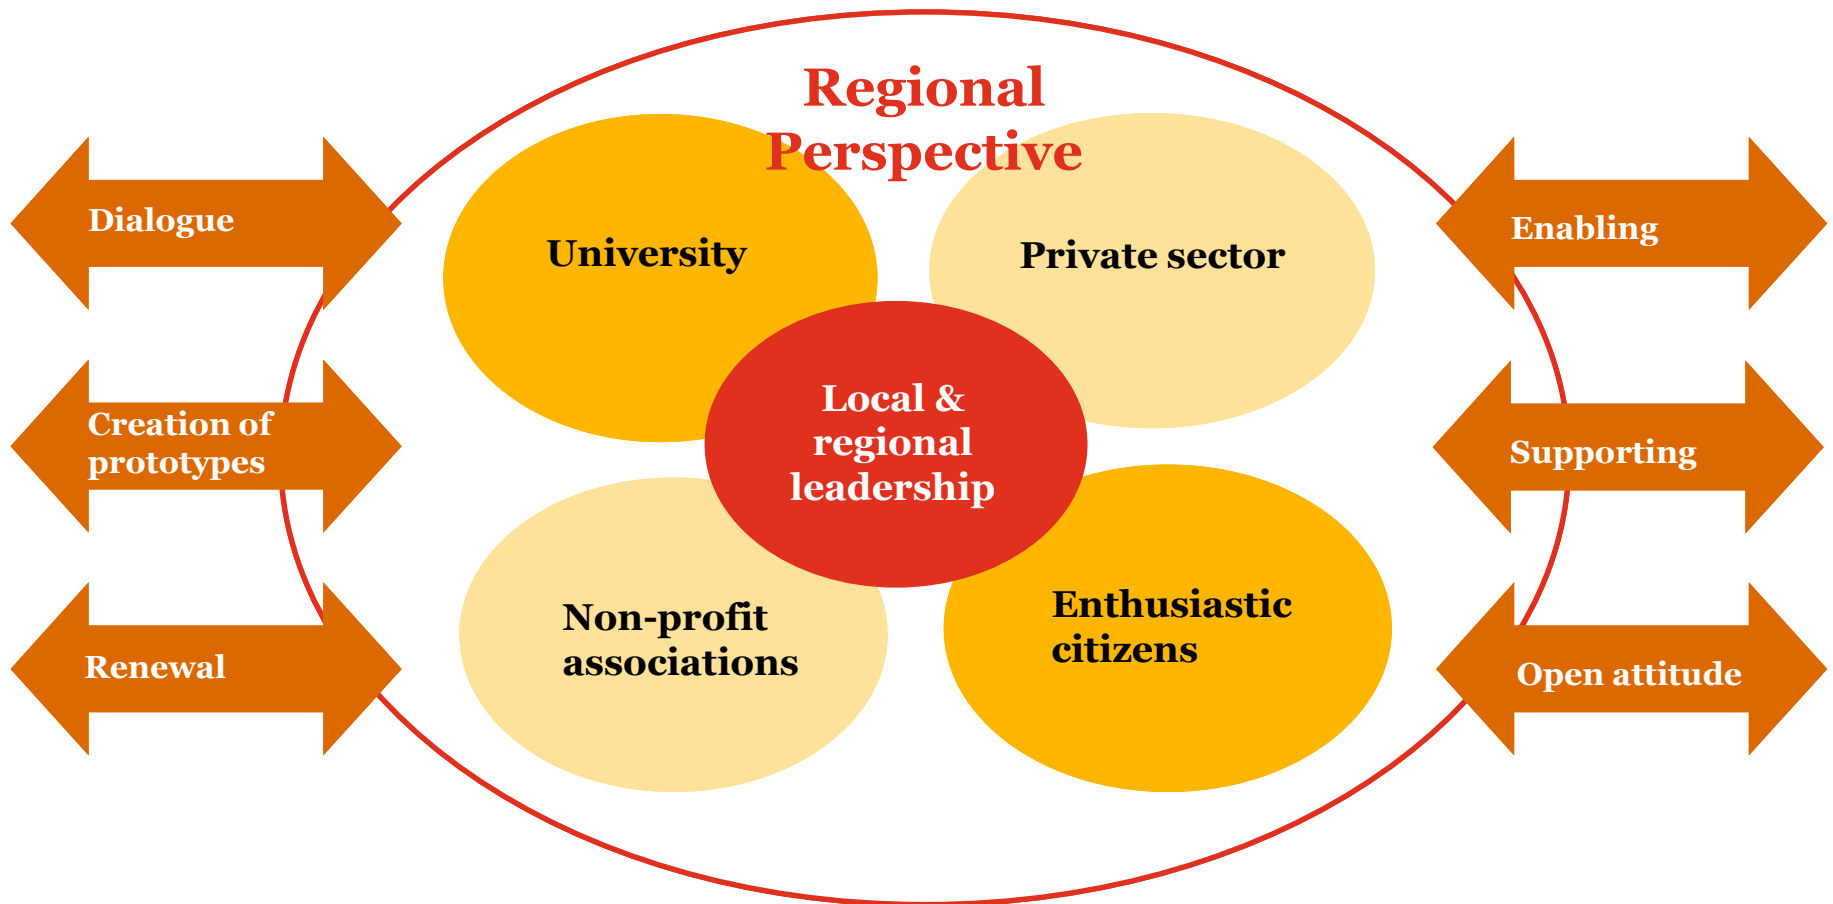 Regional
Perspective
Dialogue
University
Private sector
Enabling
Local &
regional
leadership
Creation of
prototypes
Supporting
Non-profit
associations
Enthusiastic
citizens
Renewal
Open attitude